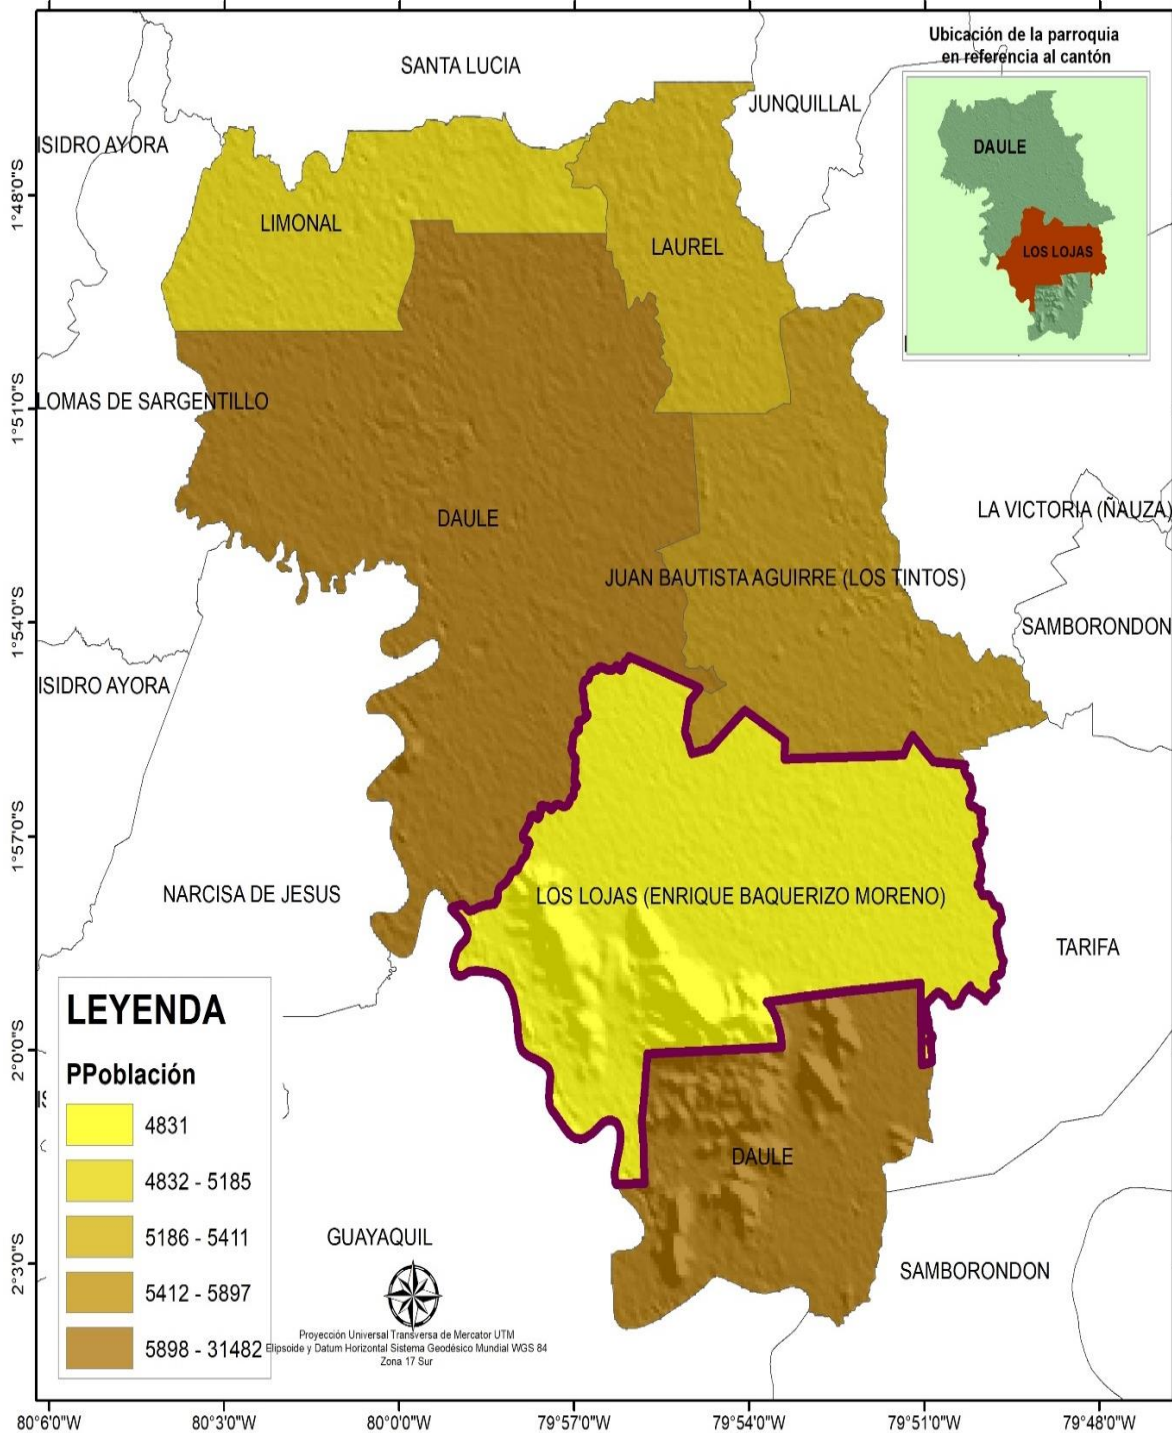 Ubicación de la parroquia
en referencia al cantón
DAULE
LOS LOJAS
SANTA LUCIA
JUNQUILLAL
ISIDRO AYORA
LIMONAL
LAUREL
LOMAS DE SARGENTILLO
DAULE
LA VICTORIA (ÑAUZA)
JUAN BAUTISTA AGUIRRE (LOS TINTOS)
SAMBORONDON
ISIDRO AYORA
NARCISA DE JESUS
LOS LOJAS (ENRIQUE BAQUERIZO MORENO)
TARIFA
DAULE
GUAYAQUIL
SAMBORONDON
LEYENDA
PPoblación
4831
4832 - 5185
5186 - 5411
5412 - 5897
5898 - 31482
Proyección Universal Transversa de Mercator UTM
Elipsoide y Datum Horizontal Sistema Geodésico Mundial WGS 84
Zona 17 Sur
1°48'0"S
1°51'0"S
1°54'0"S
1°57'0"S
2°0'0"S
2°3'0"S
80°6'0"W
80°3'0"W
80°0'0"W
79°57'0"W
79°54'0"W
79°51'0"W
79°48'0"W